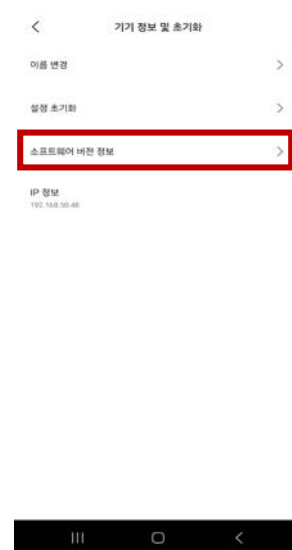 기기 정보 및 초기화
이름 변경
설정 초기화
소프트웨어 버전 정보
IP 정보
192.168.50.48